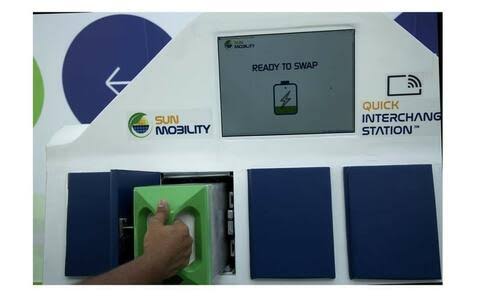 SUN
MOBILITY
READY TO SWAP
SUN
MOBILITY
QUICK
INTERCHANG
STATION™